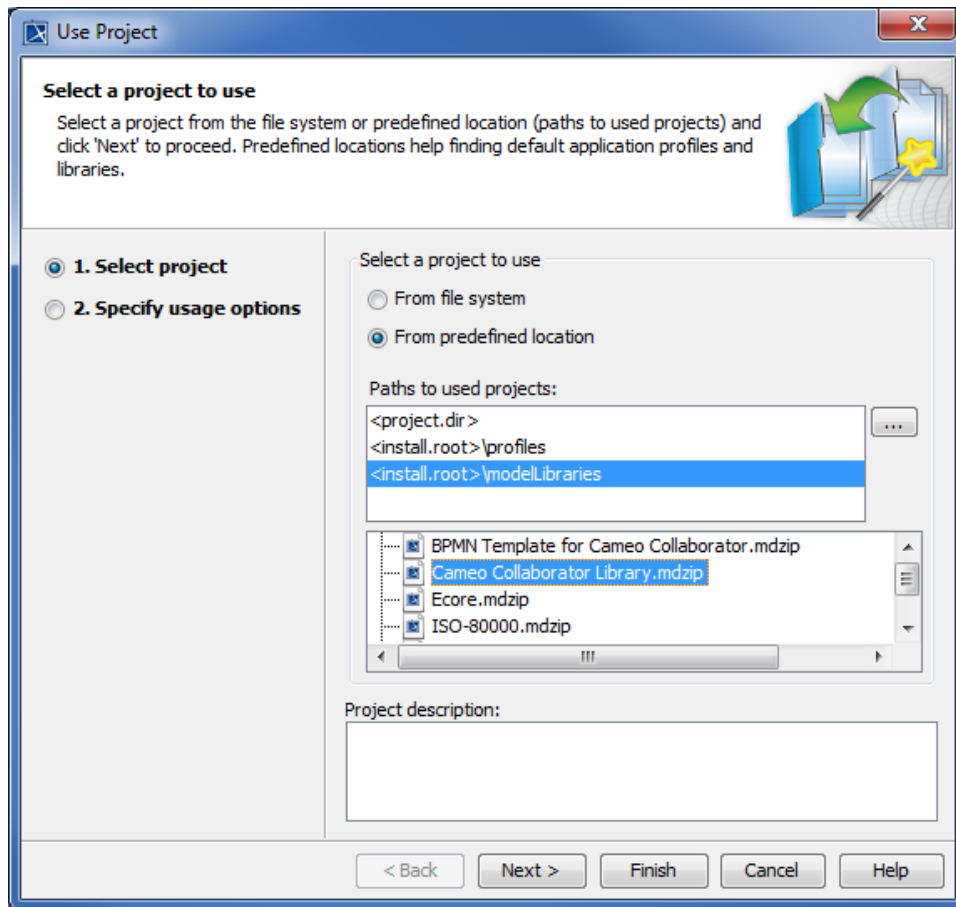 Use Project
Select a project to use
Select a project from the file system or predefined location (paths to used projects) and
click 'Next' to proceed. Predefined locations help finding default application profiles and
libraries.
1. Select project
2. Specify usage options
Select a project to use
From file system
From predefined location
Paths to used projects:
<project.dir>
...
<install.root>\profiles
<install.root>\modelLibraries
BPMN Template for Cameo Collaborator.mdzip
Cameo Collaborator Library.mdzip
Ecore.mdzip
ISO-80000.mdzip
Project description:
< Back Next > Finish Cancel Help